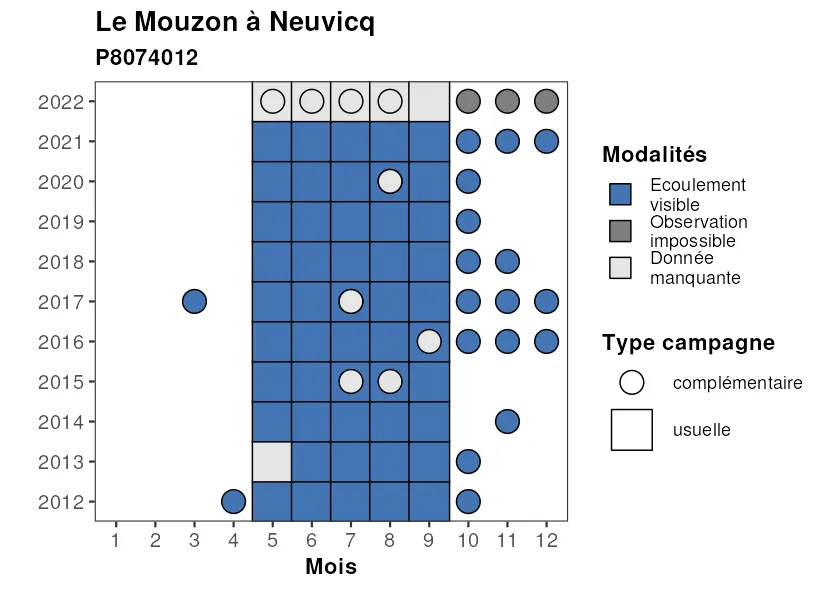 Le Mouzon à Neuvicq
P8074012
2022
2021
2020
2019
2018
2017
2016
2015
2014
2013
2012
1 2 3 4 5 6 7 8 9 10 11 12
Mois
Modalités
Ecoulement
visible
Observation
impossible
Donnée
manquante
Type campagne
complémentaire
usuelle